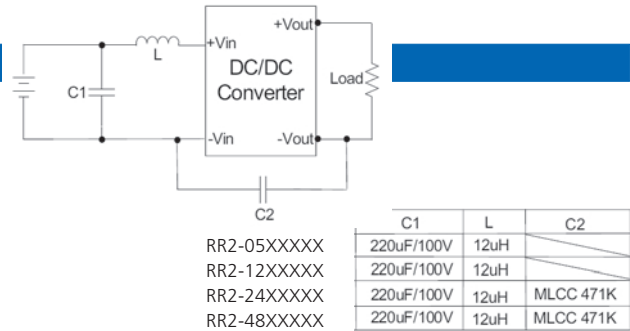 +Vout
+Vin
L
DC/DC
Converter
Load
C1
-Vin
-Vout
C2
C1 L C2
RR2-05XXXXX 220uF/100V 12uH
RR2-12XXXXX 220uF/100V 12uH
RR2-24XXXXX 220uF/100V 12uH MLCC 471K
RR2-48XXXXX 220uF/100V 12uH MLCC 471K